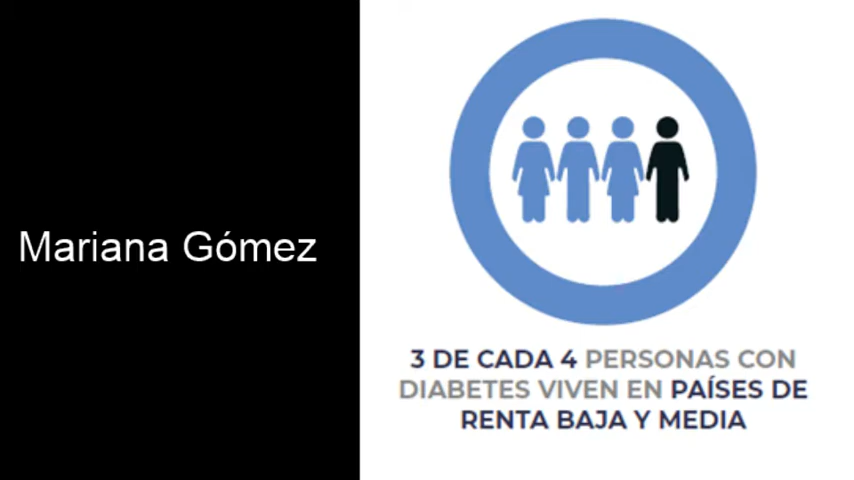 Mariana Gómez
3 DE CADA 4 PERSONAS CON
DIABETES VIVEN EN PAÍSES DE
RENTA BAJA Y MEDIA